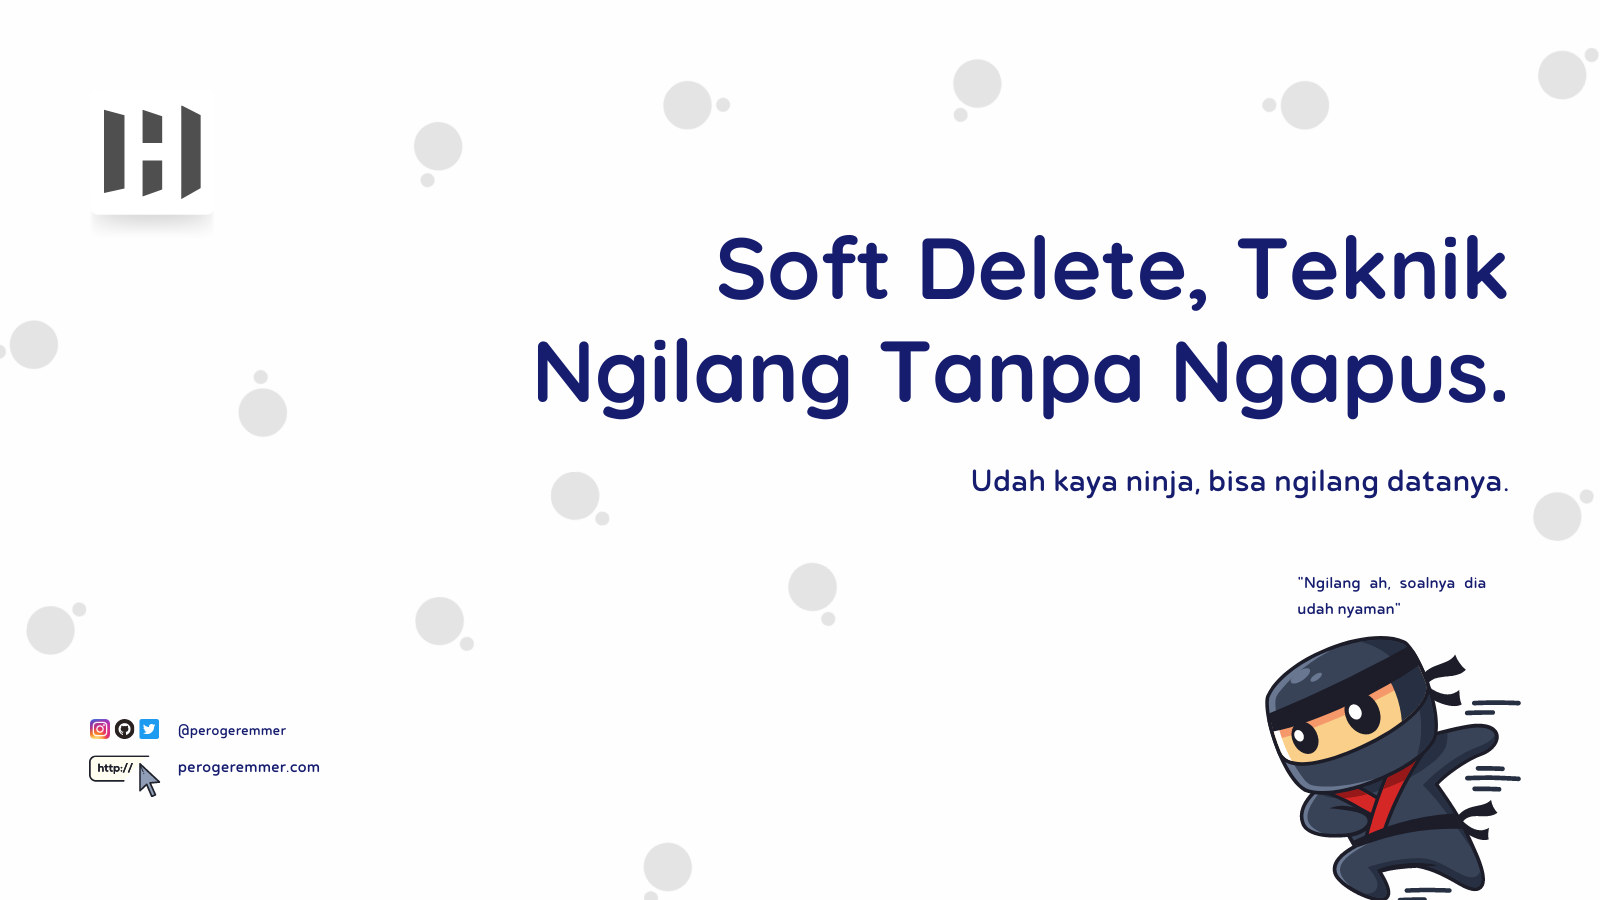 Soft Delete, Teknik
Ngilang Tanpa Ngapus.
Udah kaya ninja, bisa ngilang datanya.
"Ngilang ah, soalnya dia
udah nyaman"
@perogeremmer
http://
perogeremmer.com